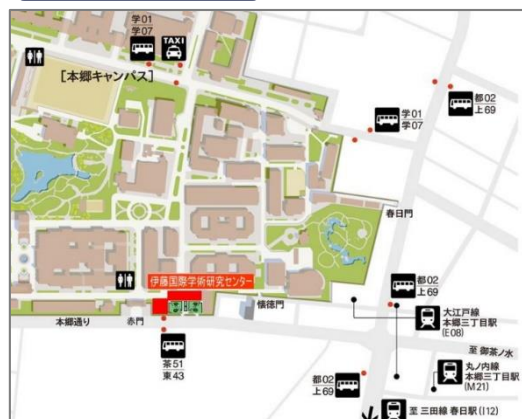 学01
学07
TAXI
[本郷キャンパス]
都02
上69
学01
学07
春日門
伊藤国際学術研究センター
都02
上69
懐徳門
大江戸線
本郷三丁目駅
(E08)
本郷通り
赤門
至 御茶ノ水
茶51
東43
丸ノ内線
本郷三丁目駅
(M21)
都02
上69
至 三田線 春日駅(I12)